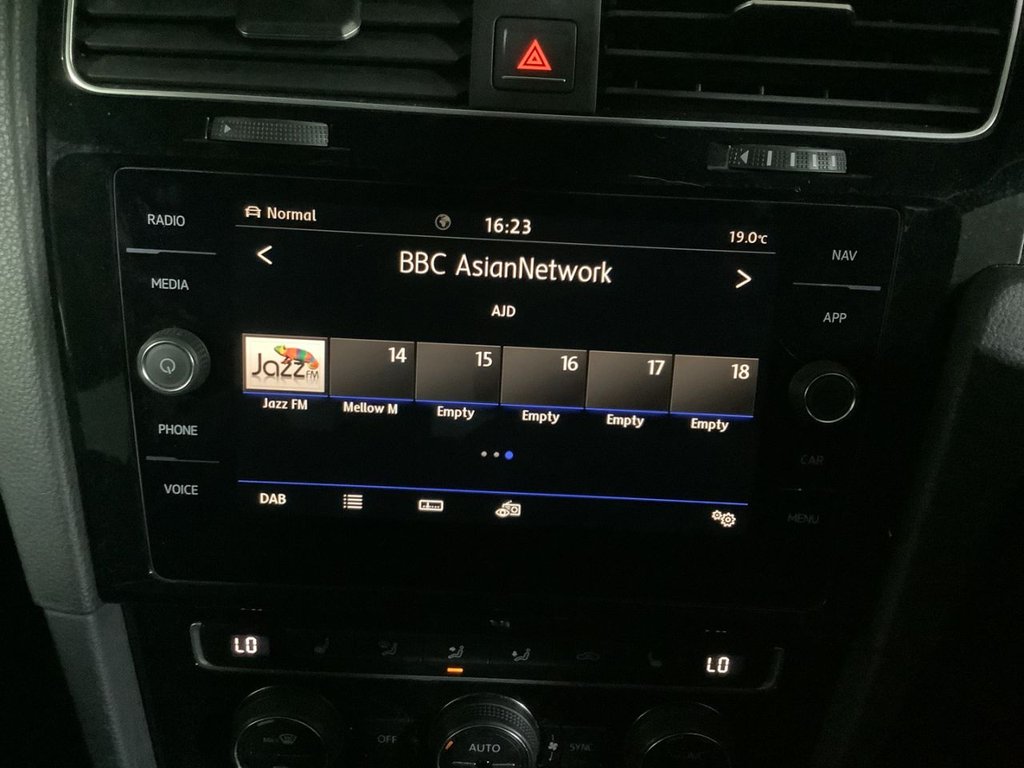 RADIO
MEDIA
PHONE
VOICE
Normal
16:23
19.0°C
< BBC AsianNetwork >
AJD
Jazz FM
14
15
16
17
18
Jazz FM
Mellow M
Empty
Empty
Empty
Empty
DAB
NAV
APP
CAR
MENU
LO
LO
OFF
AUTO
SYNC